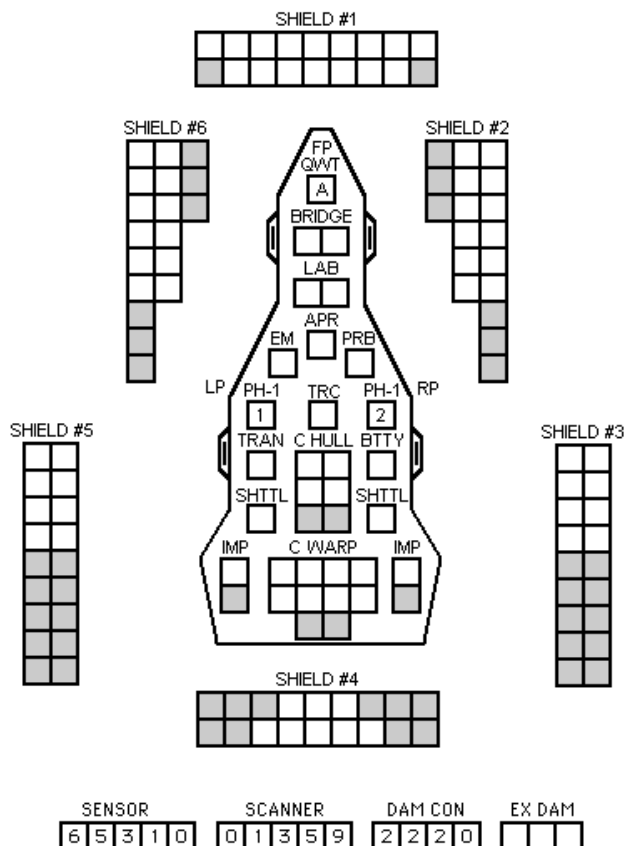 SHIELD #1
SHIELD #6
SHIELD #2
FP
QWT
A
BRIDGE
LAB
APR
EM
PRB
LP
PH-1
TRC
PH-1
RP
1
2
SHIELD #5
SHIELD #3
TRAN
C HULL
BTTY
SHTTL
SHTTL
IMP
C WARP
IMP
SHIELD #4
SENSOR
SCANNER
DAM CON
EX DAM
6 5 3 1 0
0 1 3 5 9
2 2 2 0